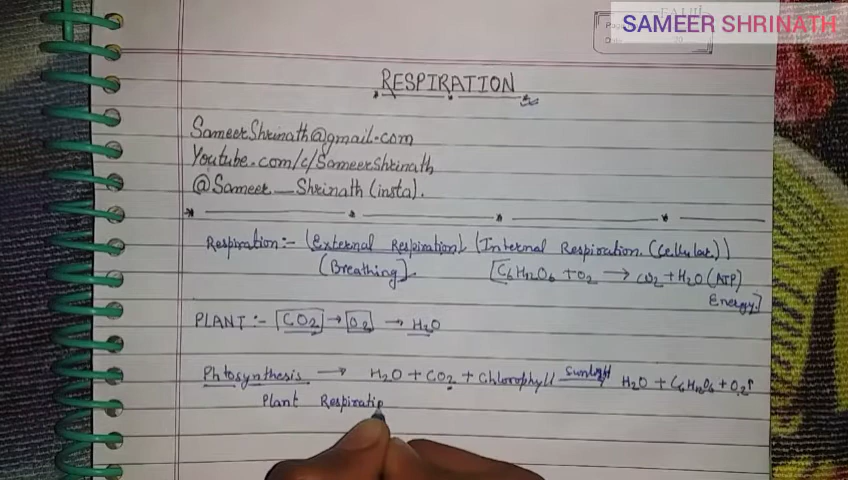 SAMEER SHRINATH
RESPIRATION
SameerShrinath@gmail.com
Youtube.com/c/SameerShrinath
@Sameer_Shrinath (insta).
Respiration:- (External Respiration) (Internal Respiration. (Cellular))
(Breathing). [C6H12O6 + O2 → CO2 + H2O (ATP)
Energy.]
PLANT :- CO2 → O2 → H2O
Phtosynthesis → H2O + CO2 + Chlorophyll Sunlight H2O + C6H12O6 + O2↑
Plant Respiratio